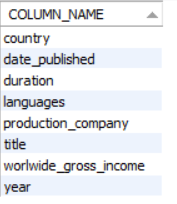 COLUMN_NAME
country
date_published
duration
languages
production_company
title
worlwide_gross_income
year